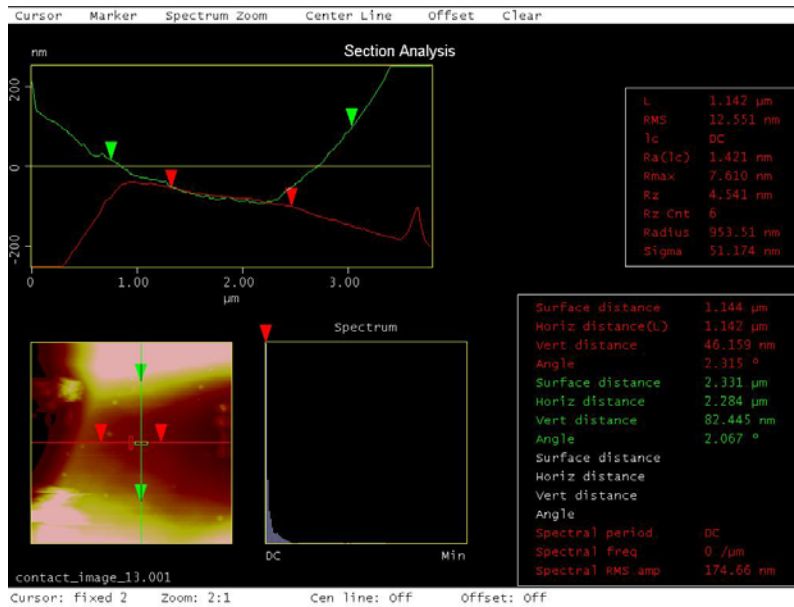 Cursor Marker Spectrum Zoom Center Line Offset Clear
Section Analysis
nm
200
0
-200
0 1.00 2.00 3.00
µm
L 1.142 µm
RMS 12.551 nm
lc DC
Ra(lc) 1.421 nm
Rmax 7.610 nm
Rz 4.541 nm
Rz Cnt 6
Radius 953.51 nm
Sigma 51.174 nm
Surface distance 1.144 µm
Horiz distance(L) 1.142 µm
Vert distance 46.159 nm
Angle 2.315 °
Surface distance 2.331 µm
Horiz distance 2.284 µm
Vert distance 82.445 nm
Angle 2.067 °
Surface distance
Horiz distance
Vert distance
Angle
Spectral period DC
Spectral freq 0 /µm
Spectral RMS amp 174.66 nm
Spectrum
DC Min
contact_image_13.001
Cursor: fixed 2 Zoom: 2:1 Cen line: Off Offset: Off